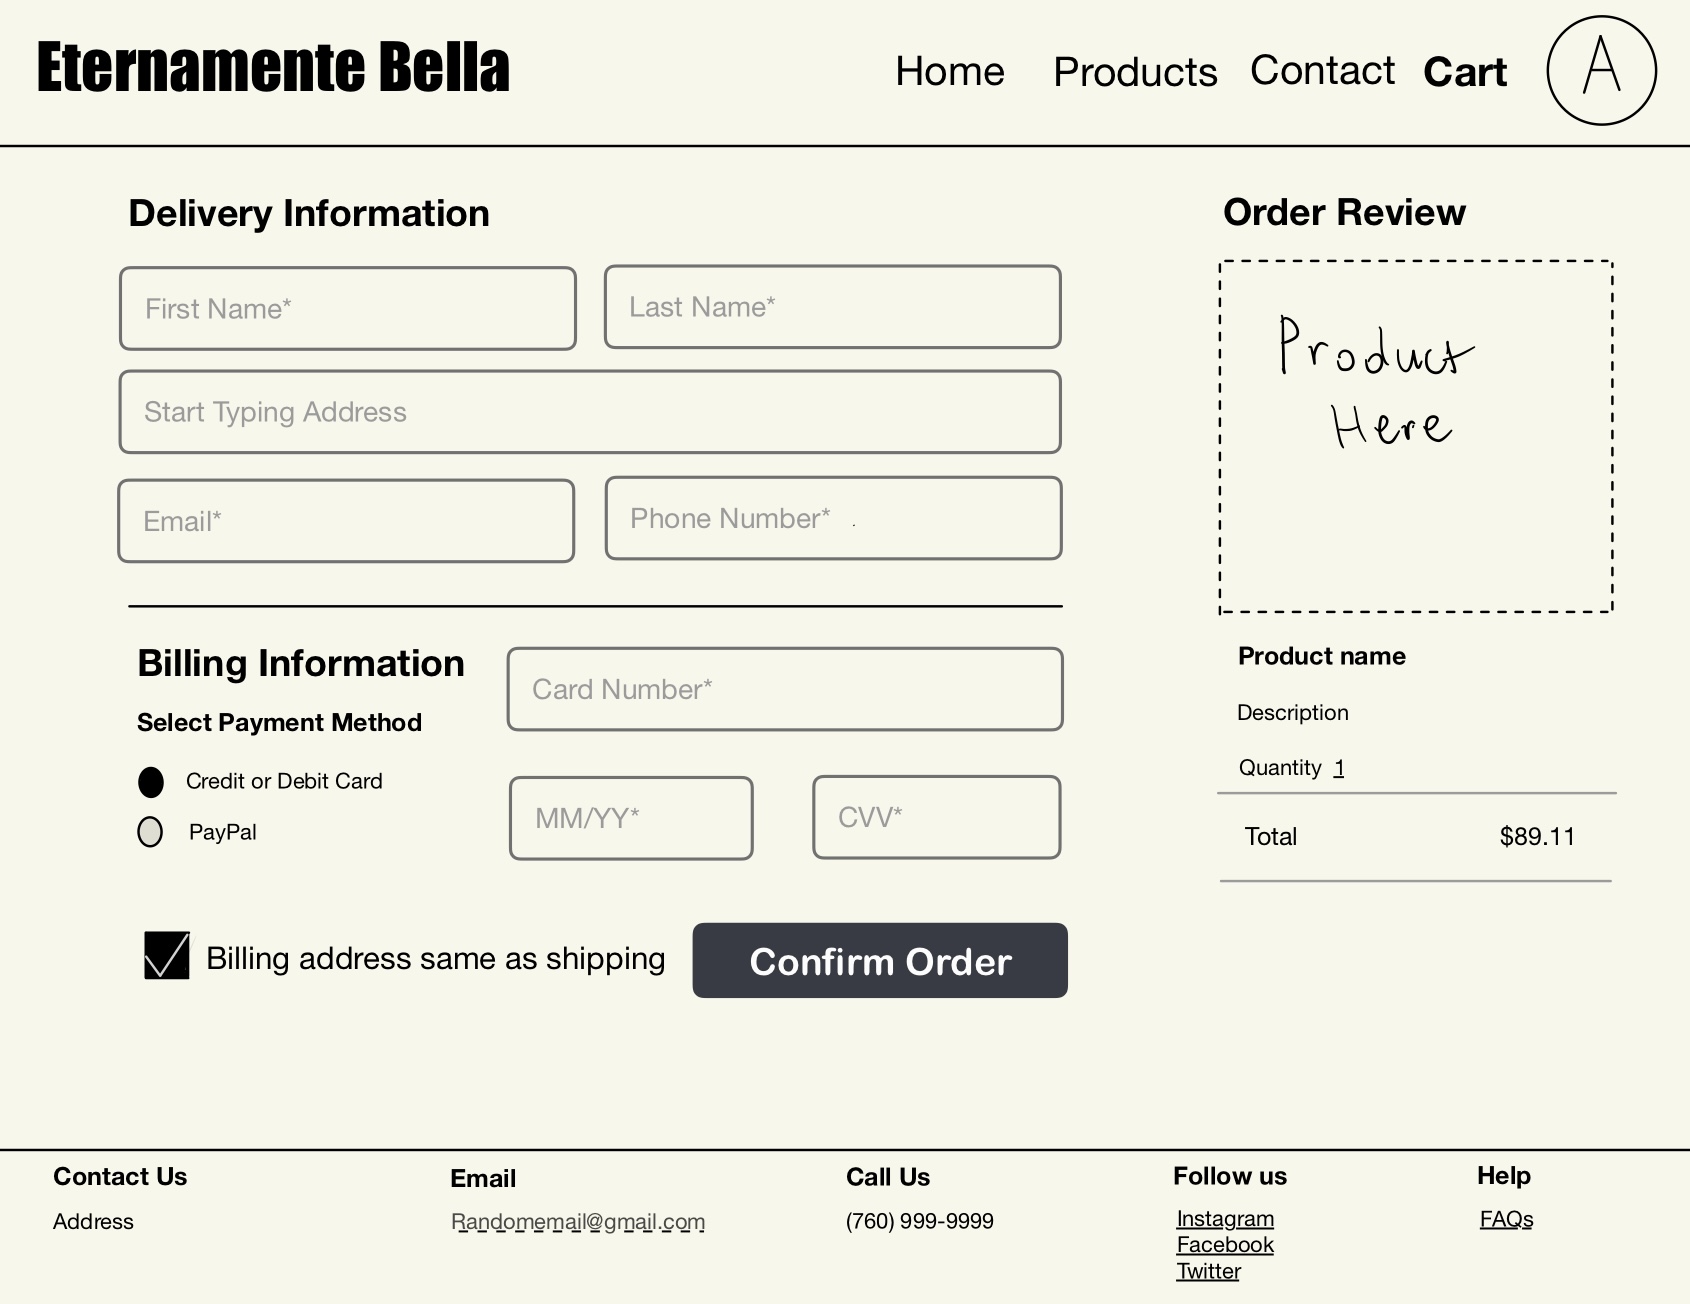 Eternamente Bella
Home Products Contact Cart A
Delivery Information
First Name* Last Name*
Start Typing Address
Email* Phone Number* .
Billing Information
Select Payment Method
Credit or Debit Card
PayPal
Card Number*
MM/YY* CVV*
Billing address same as shipping
Confirm Order
Order Review
Product
Here
Product name
Description
Quantity 1
Total $89.11
Contact Us
Address
Email
Randomemail@gmail.com
Call Us
(760) 999-9999
Follow us
Instagram
Facebook
Twitter
Help
FAQs